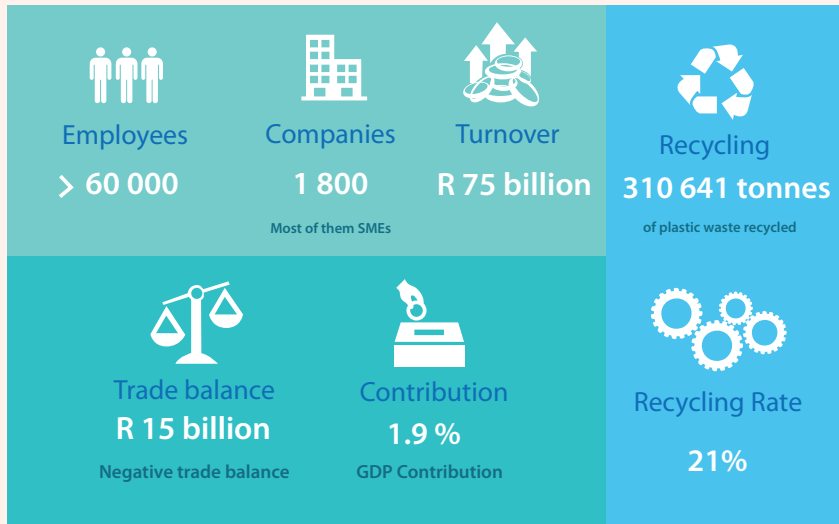 Employees
> 60 000
Companies
1 800
Most of them SMEs
Turnover
R 75 billion
Recycling
310 641 tonnes
of plastic waste recycled
Trade balance
R 15 billion
Negative trade balance
Contribution
1.9 %
GDP Contribution
Recycling Rate
21%